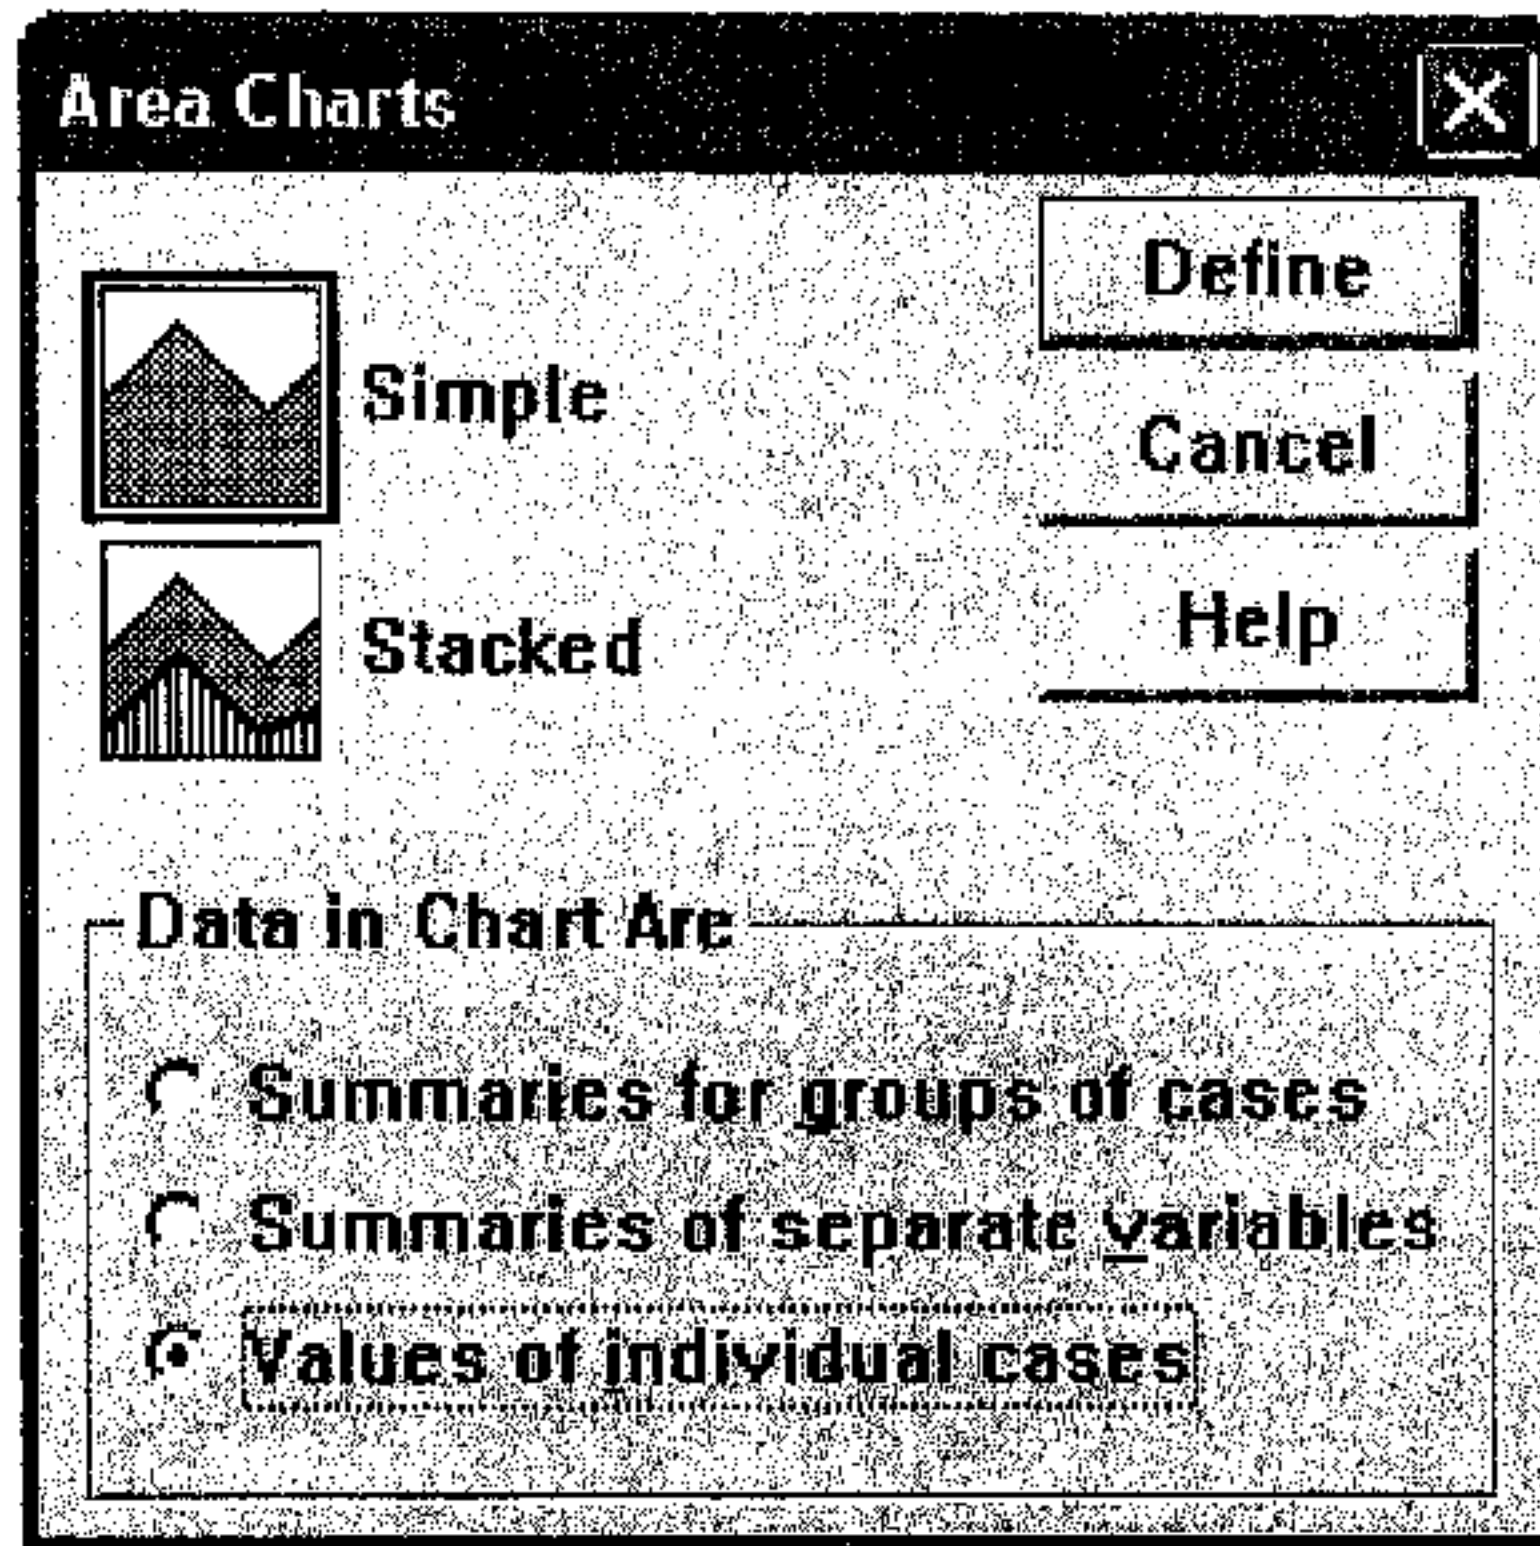 Area Charts
Define
Simple
Cancel
Help
Stacked
Data in Chart Are
Summaries for groups of cases
Summaries of separate variables
Values of individual cases